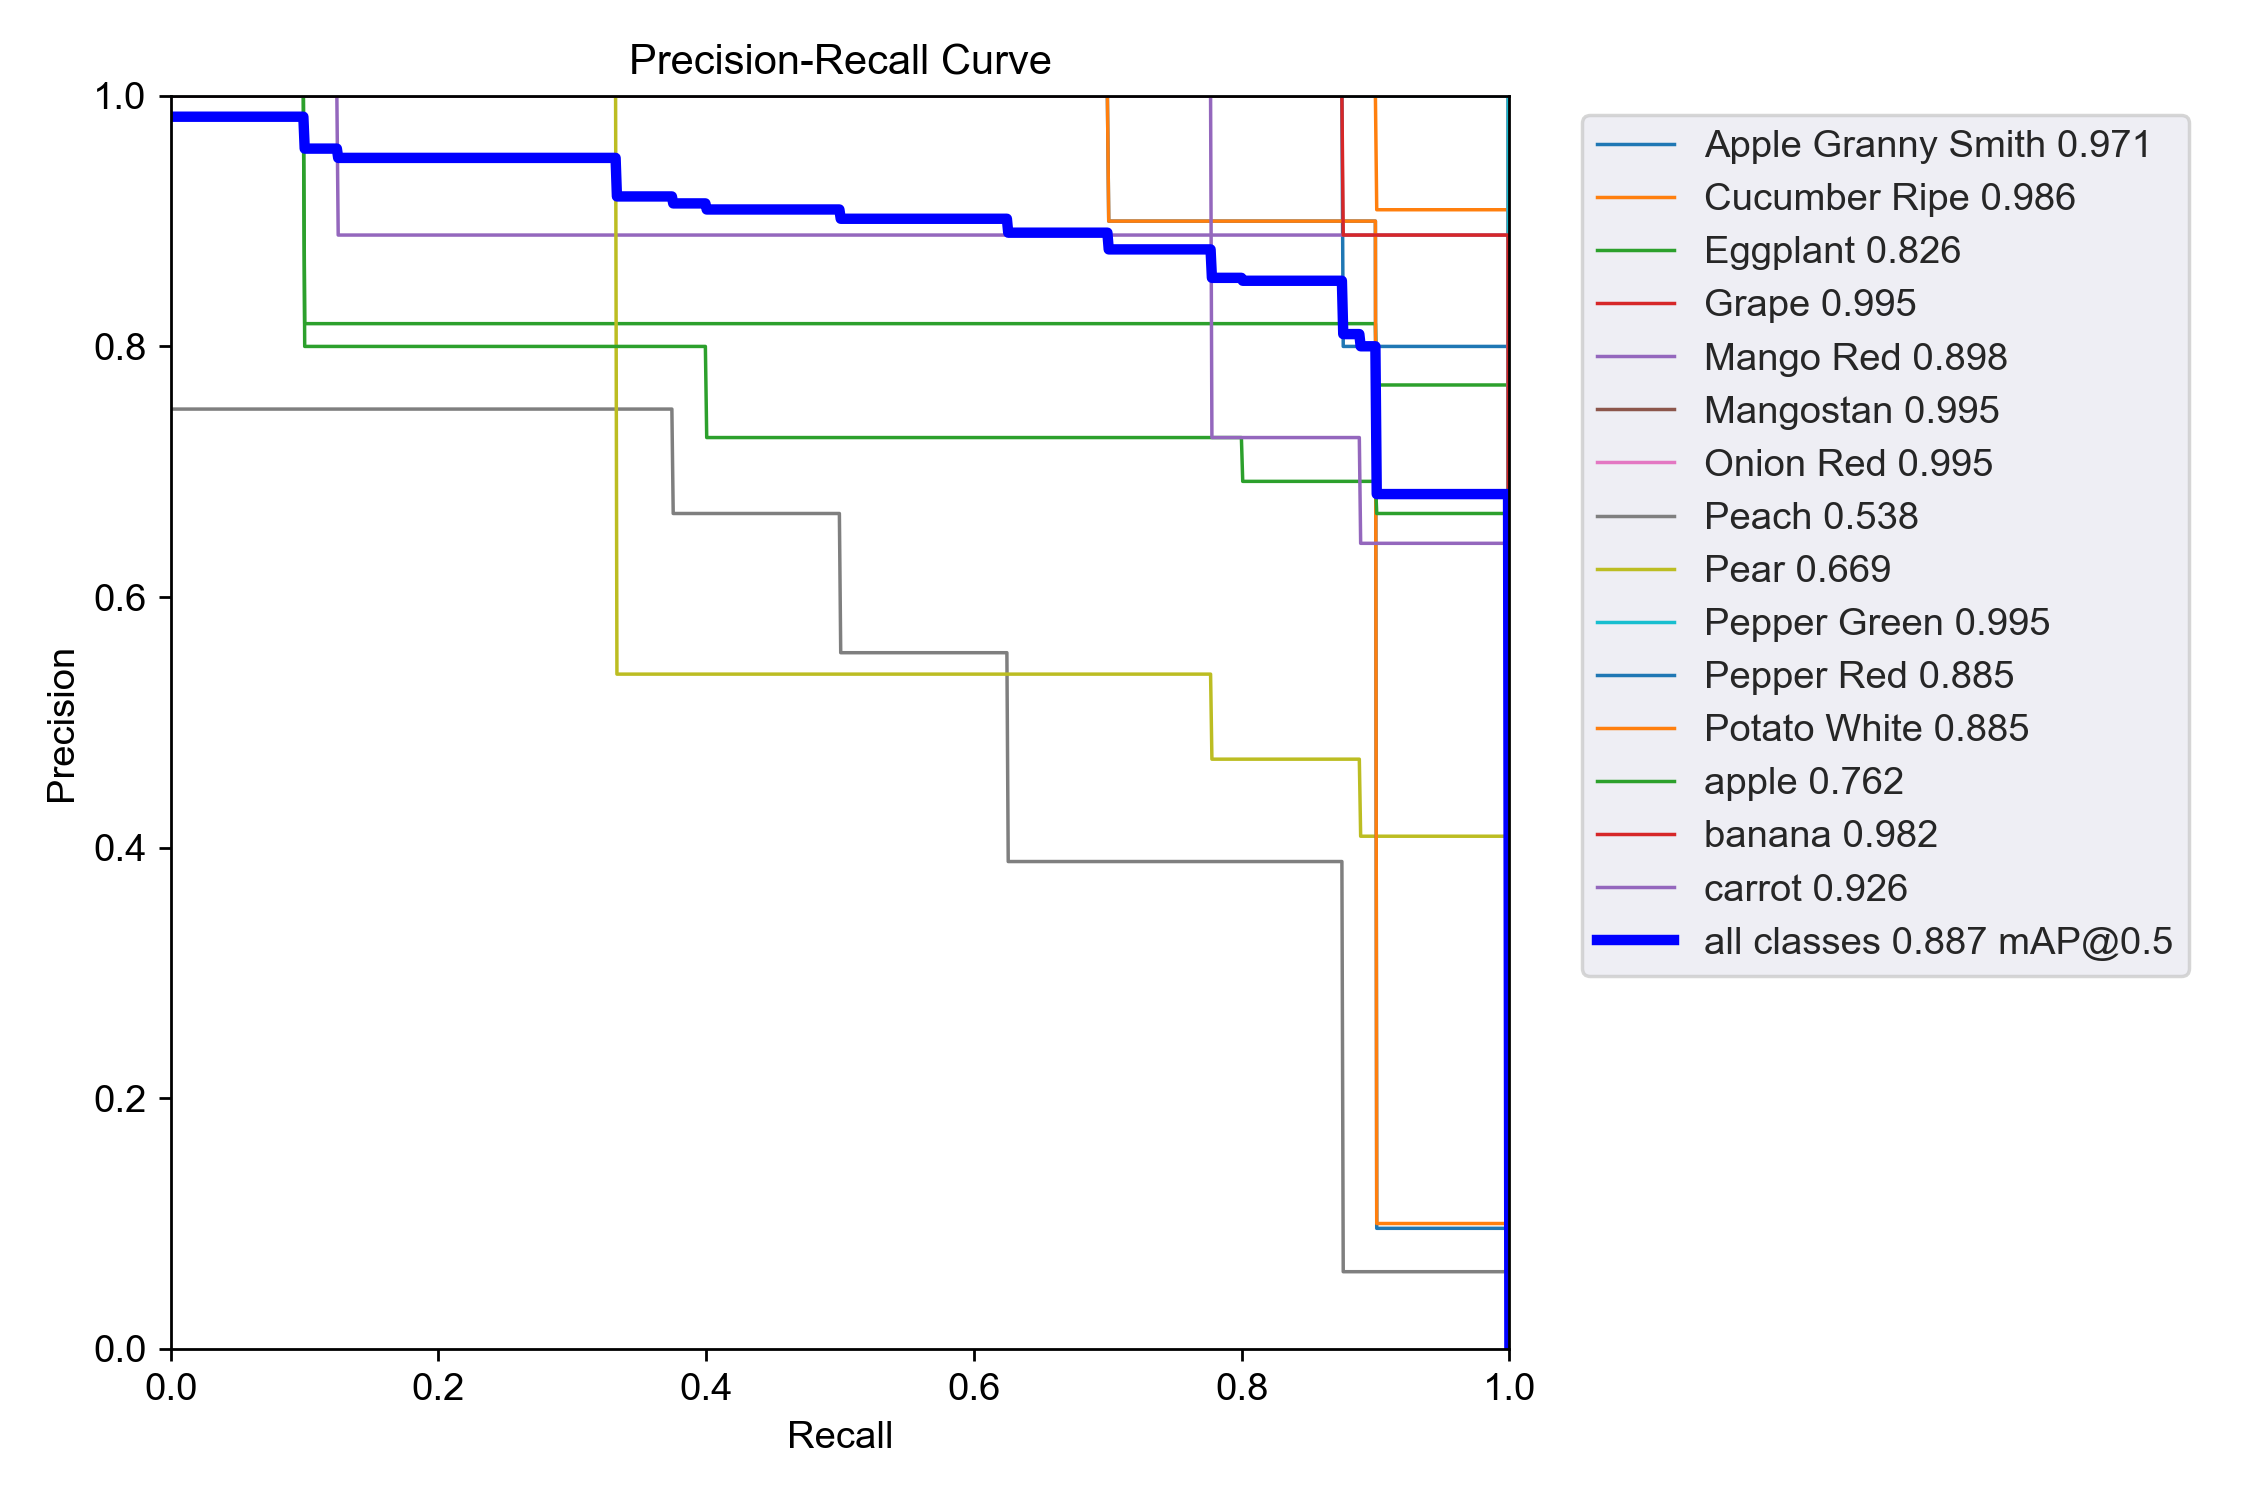 Precision-Recall Curve
1.0
0.8
0.6
0.4
0.2
0.0
Precision
0.0 0.2 0.4 0.6 0.8 1.0
Recall
Apple Granny Smith 0.971
Cucumber Ripe 0.986
Eggplant 0.826
Grape 0.995
Mango Red 0.898
Mangostan 0.995
Onion Red 0.995
Peach 0.538
Pear 0.669
Pepper Green 0.995
Pepper Red 0.885
Potato White 0.885
apple 0.762
banana 0.982
carrot 0.926
all classes 0.887 mAP@0.5